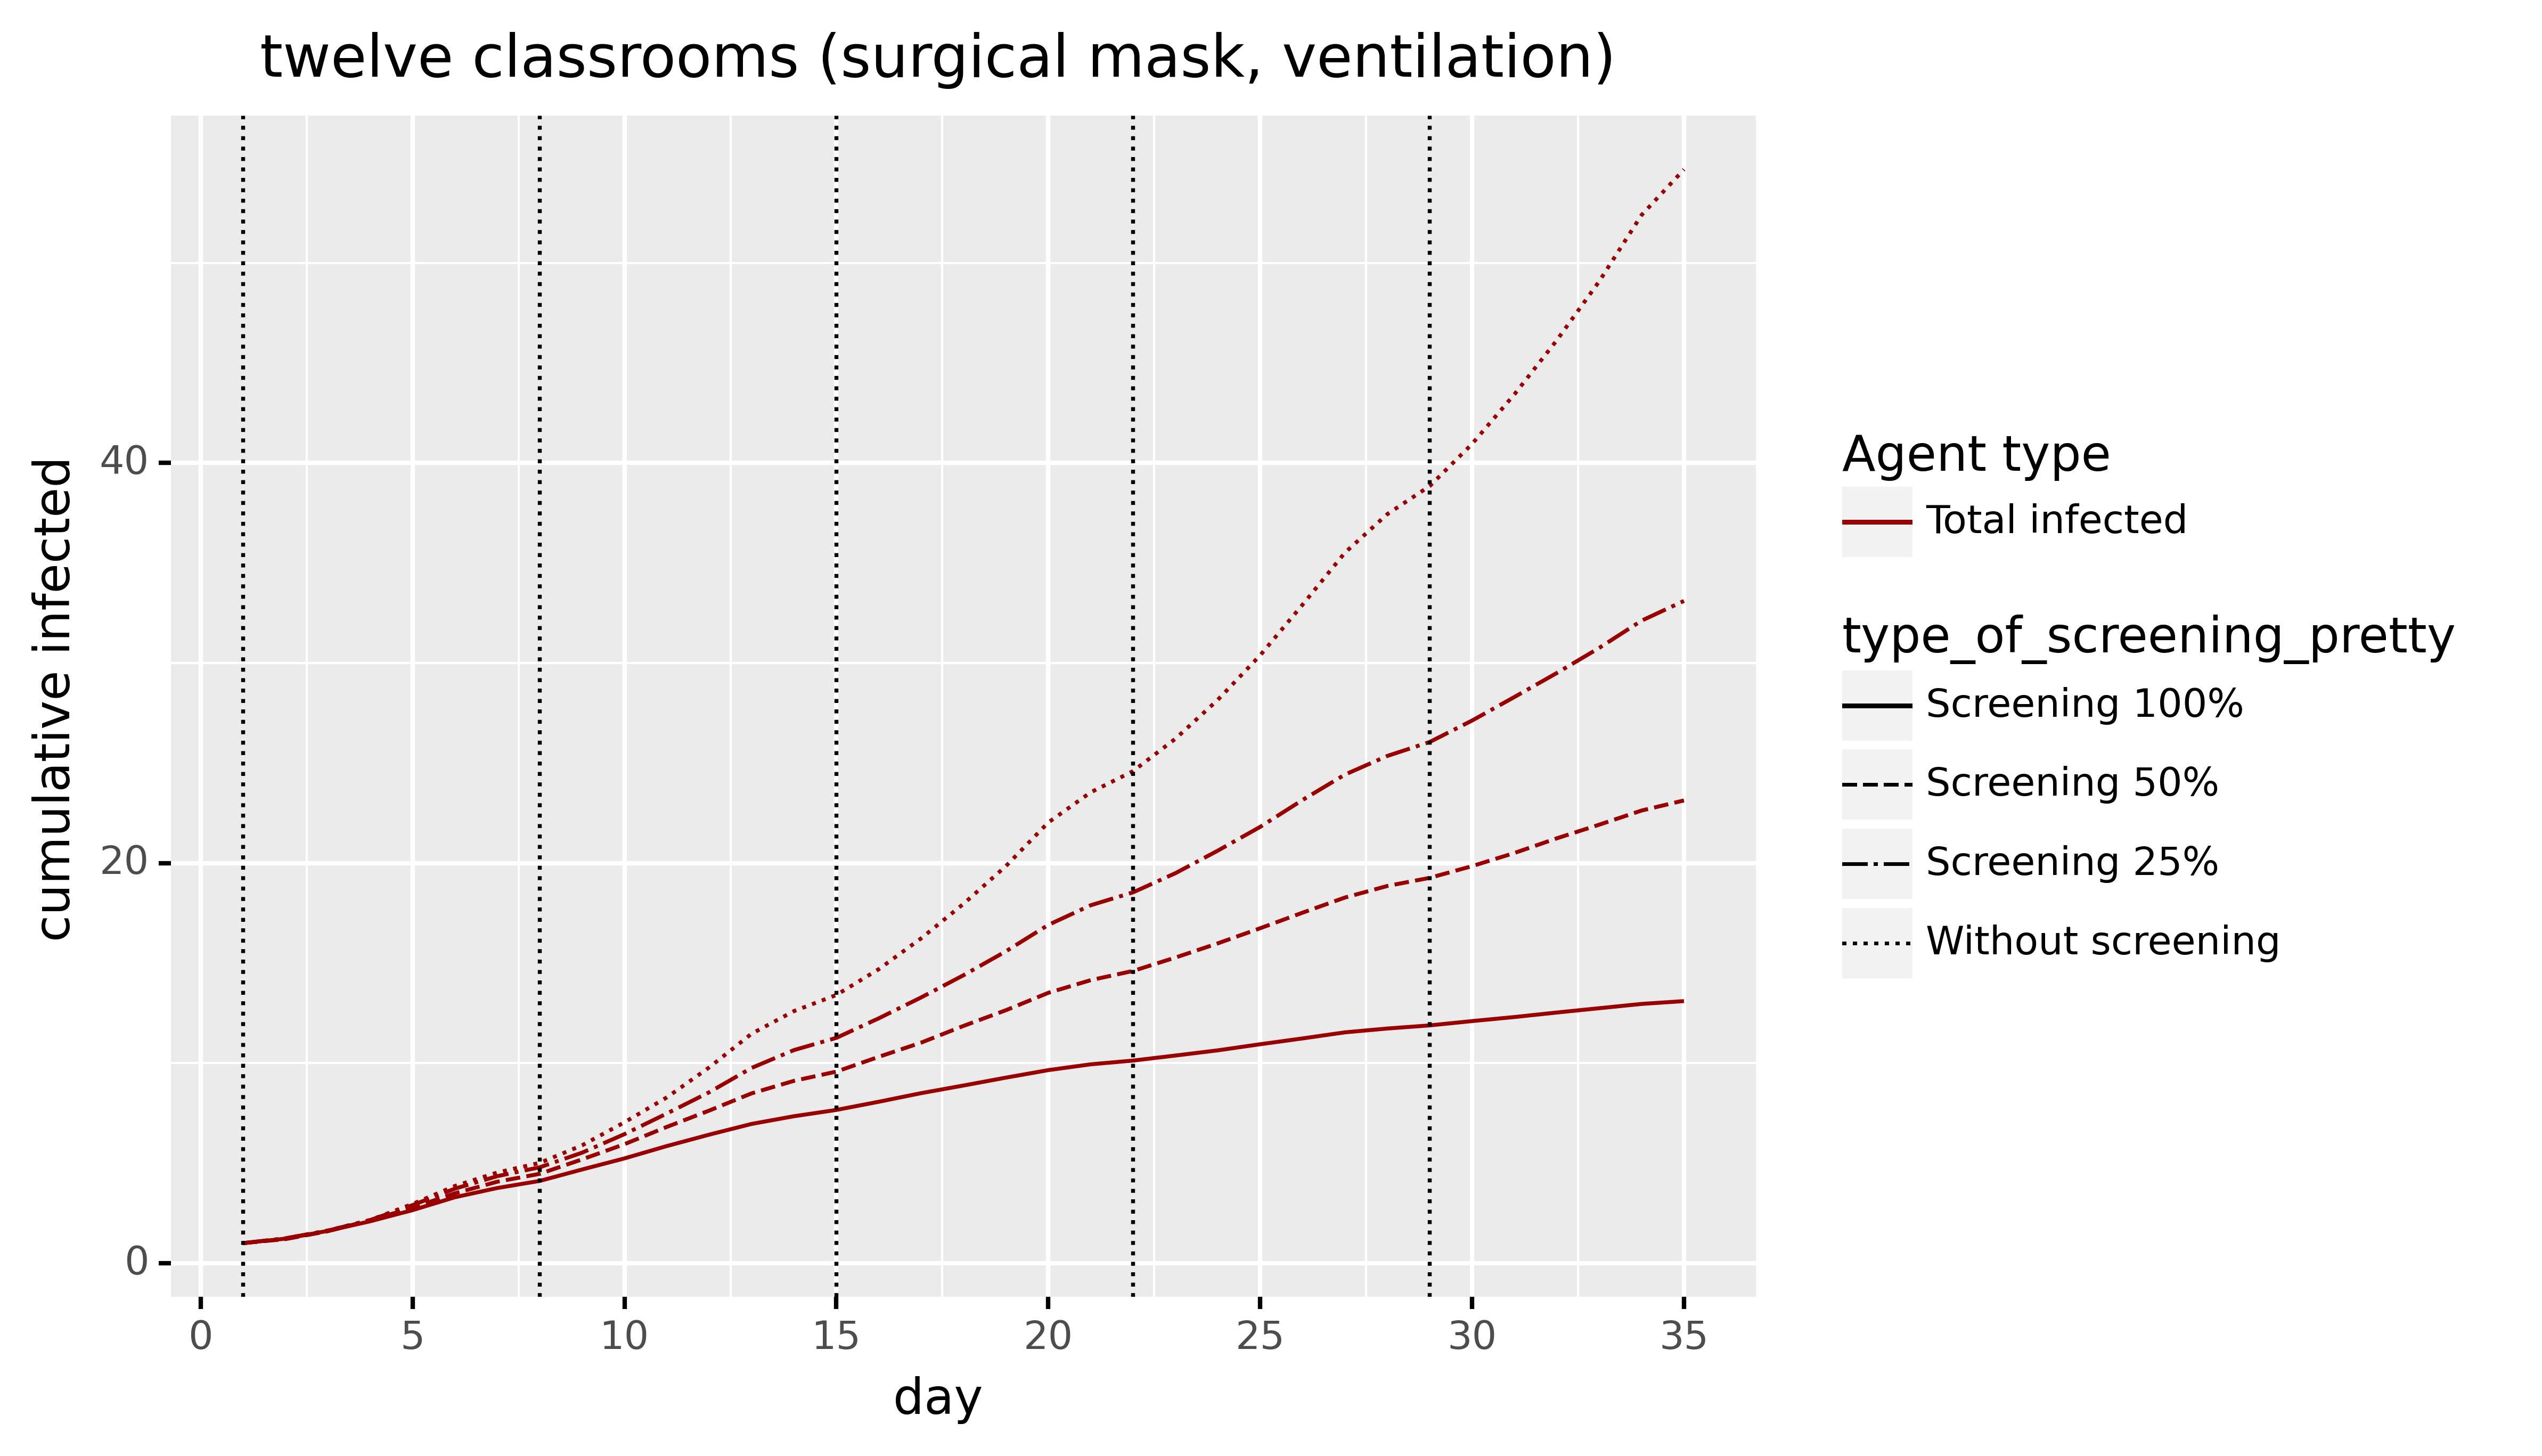 twelve classrooms (surgical mask, ventilation)
cumulative infected
40
20
0
0 5 10 15 20 25 30 35
day
Agent type
Total infected
type_of_screening_pretty
Screening 100%
Screening 50%
Screening 25%
Without screening